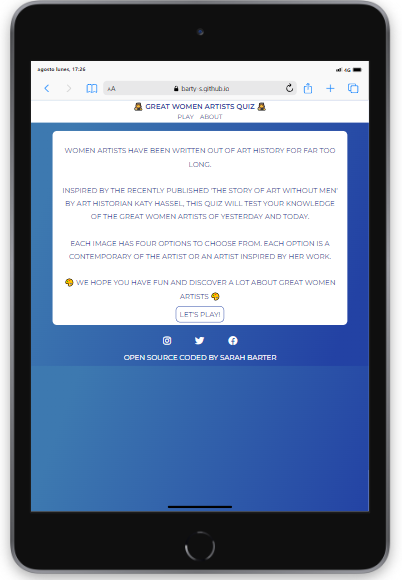 agosto lunes, 17:26
4G
AA
barty-s.github.io
GREAT WOMEN ARTISTS QUIZ
PLAY ABOUT
WOMEN ARTISTS HAVE BEEN WRITTEN OUT OF ART HISTORY FOR FAR TOO
LONG.
INSPIRED BY THE RECENTLY PUBLISHED 'THE STORY OF ART WITHOUT MEN'
BY ART HISTORIAN KATY HASSEL, THIS QUIZ WILL TEST YOUR KNOWLEDGE
OF THE GREAT WOMEN ARTISTS OF YESTERDAY AND TODAY.
EACH IMAGE HAS FOUR OPTIONS TO CHOOSE FROM. EACH OPTION IS A
CONTEMPORARY OF THE ARTIST OR AN ARTIST INSPIRED BY HER WORK.
WE HOPE YOU HAVE FUN AND DISCOVER A LOT ABOUT GREAT WOMEN
ARTISTS
LET'S PLAY!
OPEN SOURCE CODED BY SARAH BARTER